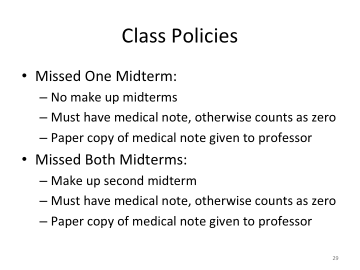 Class Policies
• Missed One Midterm:
– No make up midterms
– Must have medical note, otherwise counts as zero
– Paper copy of medical note given to professor
• Missed Both Midterms:
– Make up second midterm
– Must have medical note, otherwise counts as zero
– Paper copy of medical note given to professor
29